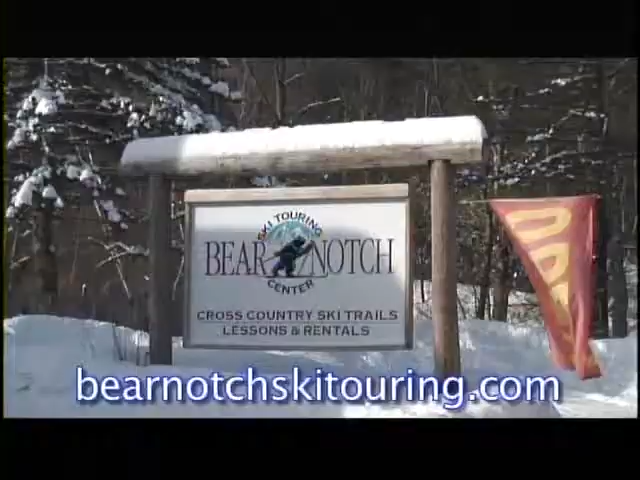 SKI TOURING
BEAR NOTCH
CENTER
CROSS COUNTRY SKI TRAILS
LESSONS & RENTALS
bearnotchskitouring.com